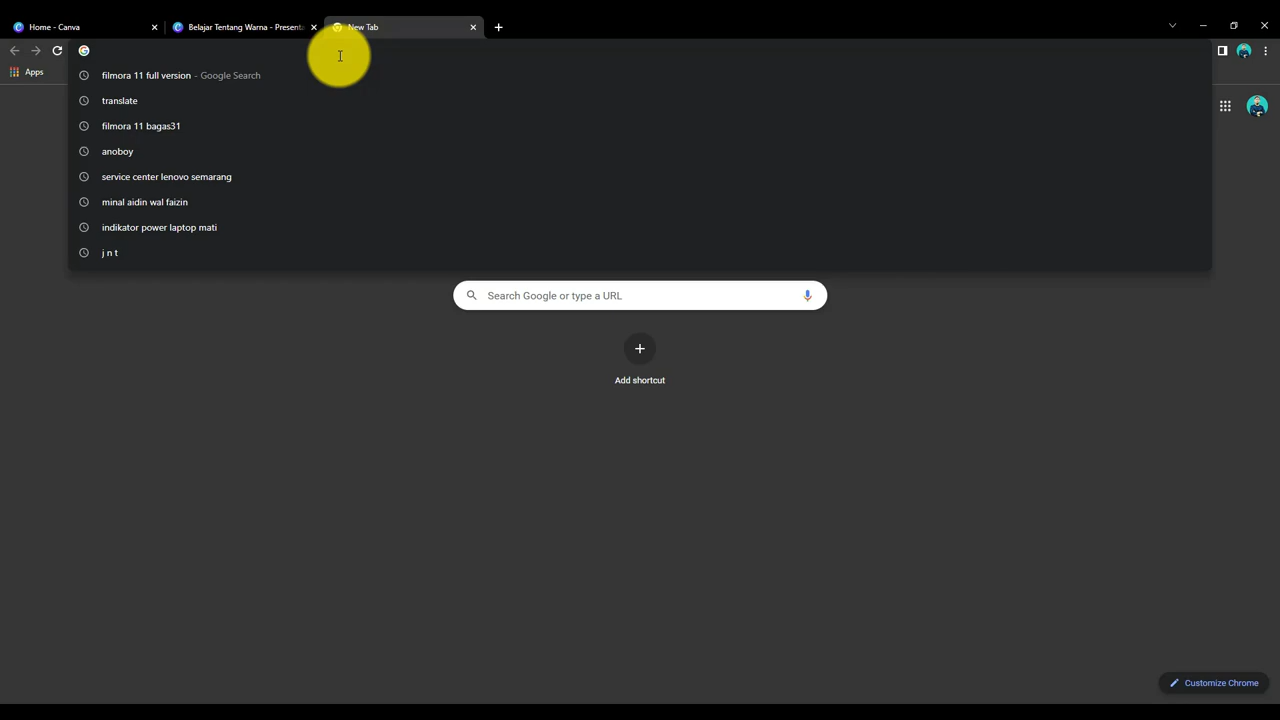 Home - Canva
Belajar Tentang Warna - Presenta
New Tab
Apps
filmora 11 full version - Google Search
translate
filmora 11 bagas31
anoboy
service center lenovo semarang
minal aidin wal faizin
indikator power laptop mati
j n t
Search Google or type a URL
Add shortcut
Customize Chrome